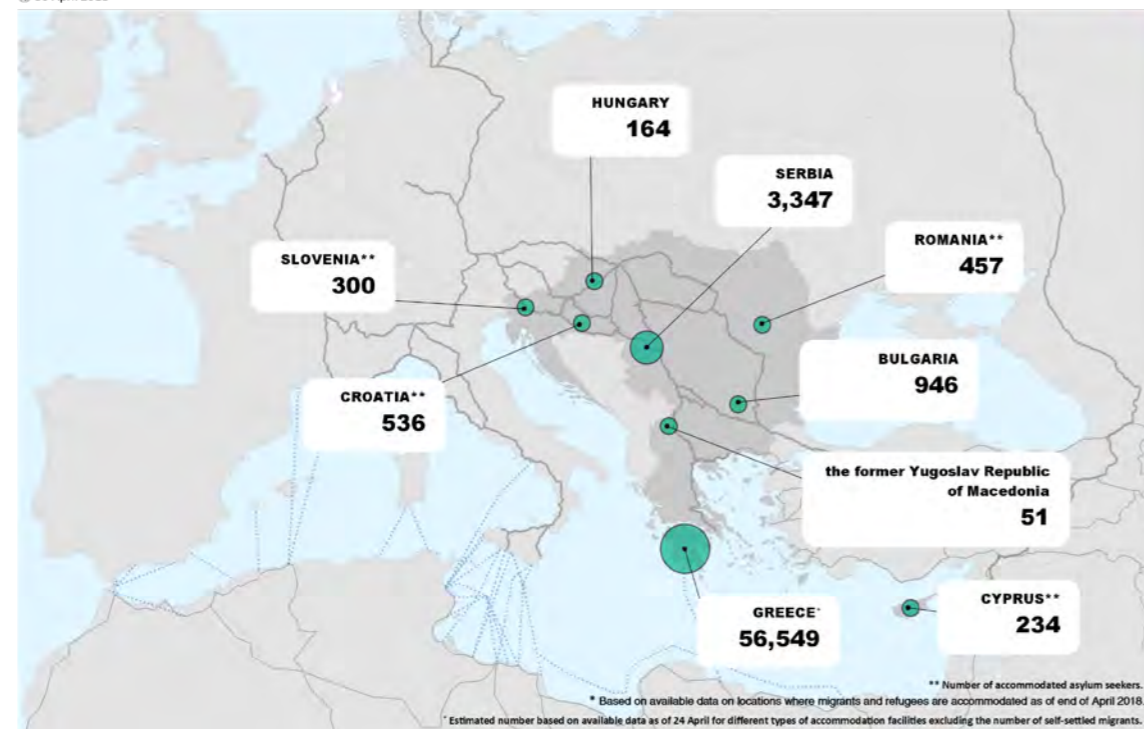 HUNGARY
164
SERBIA
3,347
ROMANIA**
457
SLOVENIA**
300
BULGARIA
946
CROATIA**
536
the former Yugoslav Republic
of Macedonia
51
CYPRUS**
234
GREECE*
56,549
** Number of accommodated asylum seekers.
* Based on available data on locations where migrants and refugees are accommodated as of end of April 2018.
* Estimated number based on available data as of 24 April for different types of accommodation facilities excluding the number of self-settled migrants.